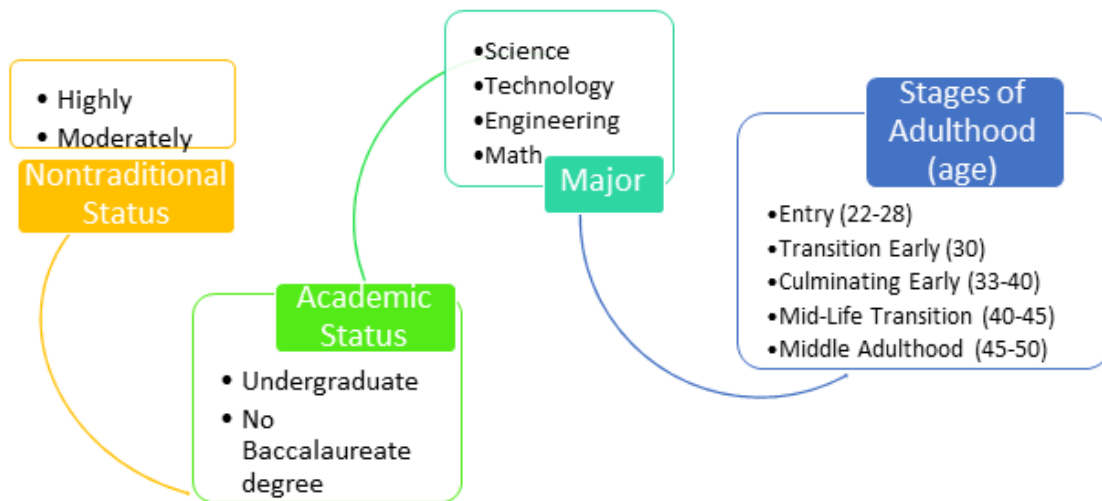 • Highly
• Moderately
Nontraditional
Status
Academic
Status
• Undergraduate
• No
Baccalaureate
degree
•Science
•Technology
•Engineering
•Math
Major
Stages of
Adulthood
(age)
•Entry (22-28)
•Transition Early (30)
•Culminating Early (33-40)
•Mid-Life Transition (40-45)
•Middle Adulthood (45-50)